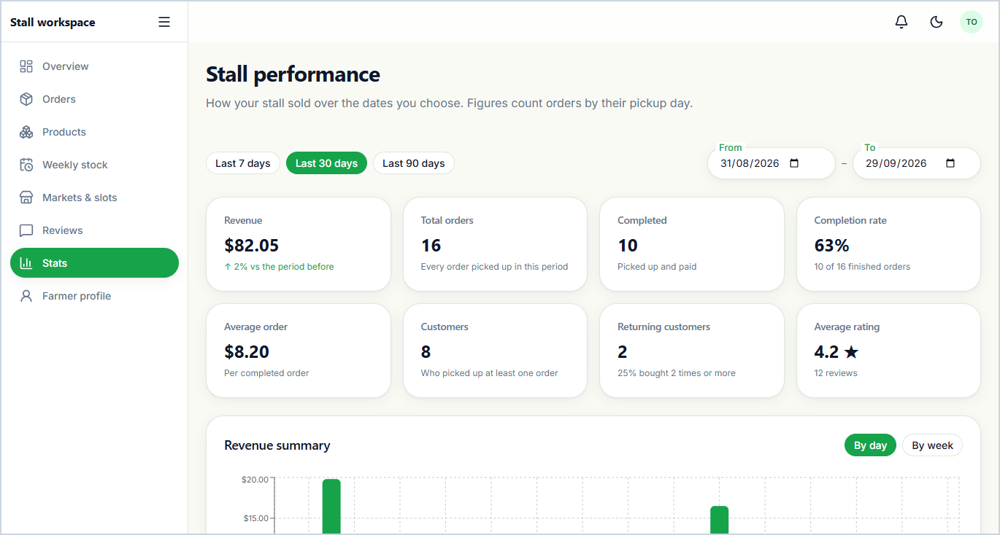 Stall workspace
TO
Overview
Orders
Products
Weekly stock
Markets & slots
Reviews
Stats
Farmer profile
Stall performance
How your stall sold over the dates you choose. Figures count orders by their pickup day.
Last 7 days
Last 30 days
Last 90 days
From
31/08/2026
–
To
29/09/2026
Revenue
$82.05
↑ 2% vs the period before
Total orders
16
Every order picked up in this period
Completed
10
Picked up and paid
Completion rate
63%
10 of 16 finished orders
Average order
$8.20
Per completed order
Customers
8
Who picked up at least one order
Returning customers
2
25% bought 2 times or more
Average rating
4.2 ★
12 reviews
Revenue summary
By day
By week
$20.00
$15.00